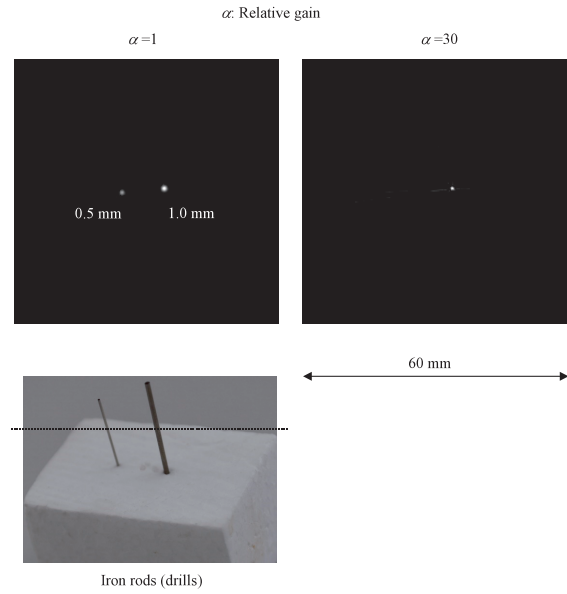 α: Relative gain
α =1
α =30
0.5 mm
1.0 mm
60 mm
Iron rods (drills)